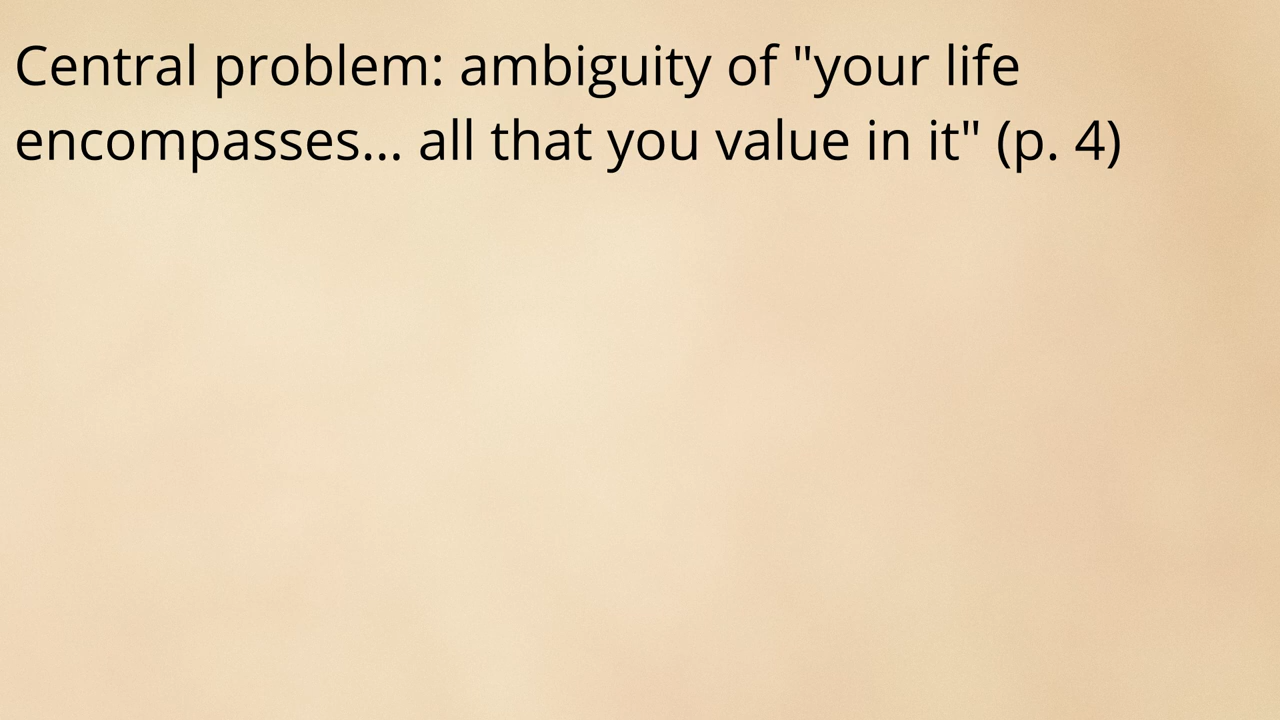 Central problem: ambiguity of "your life
encompasses... all that you value in it" (p. 4)